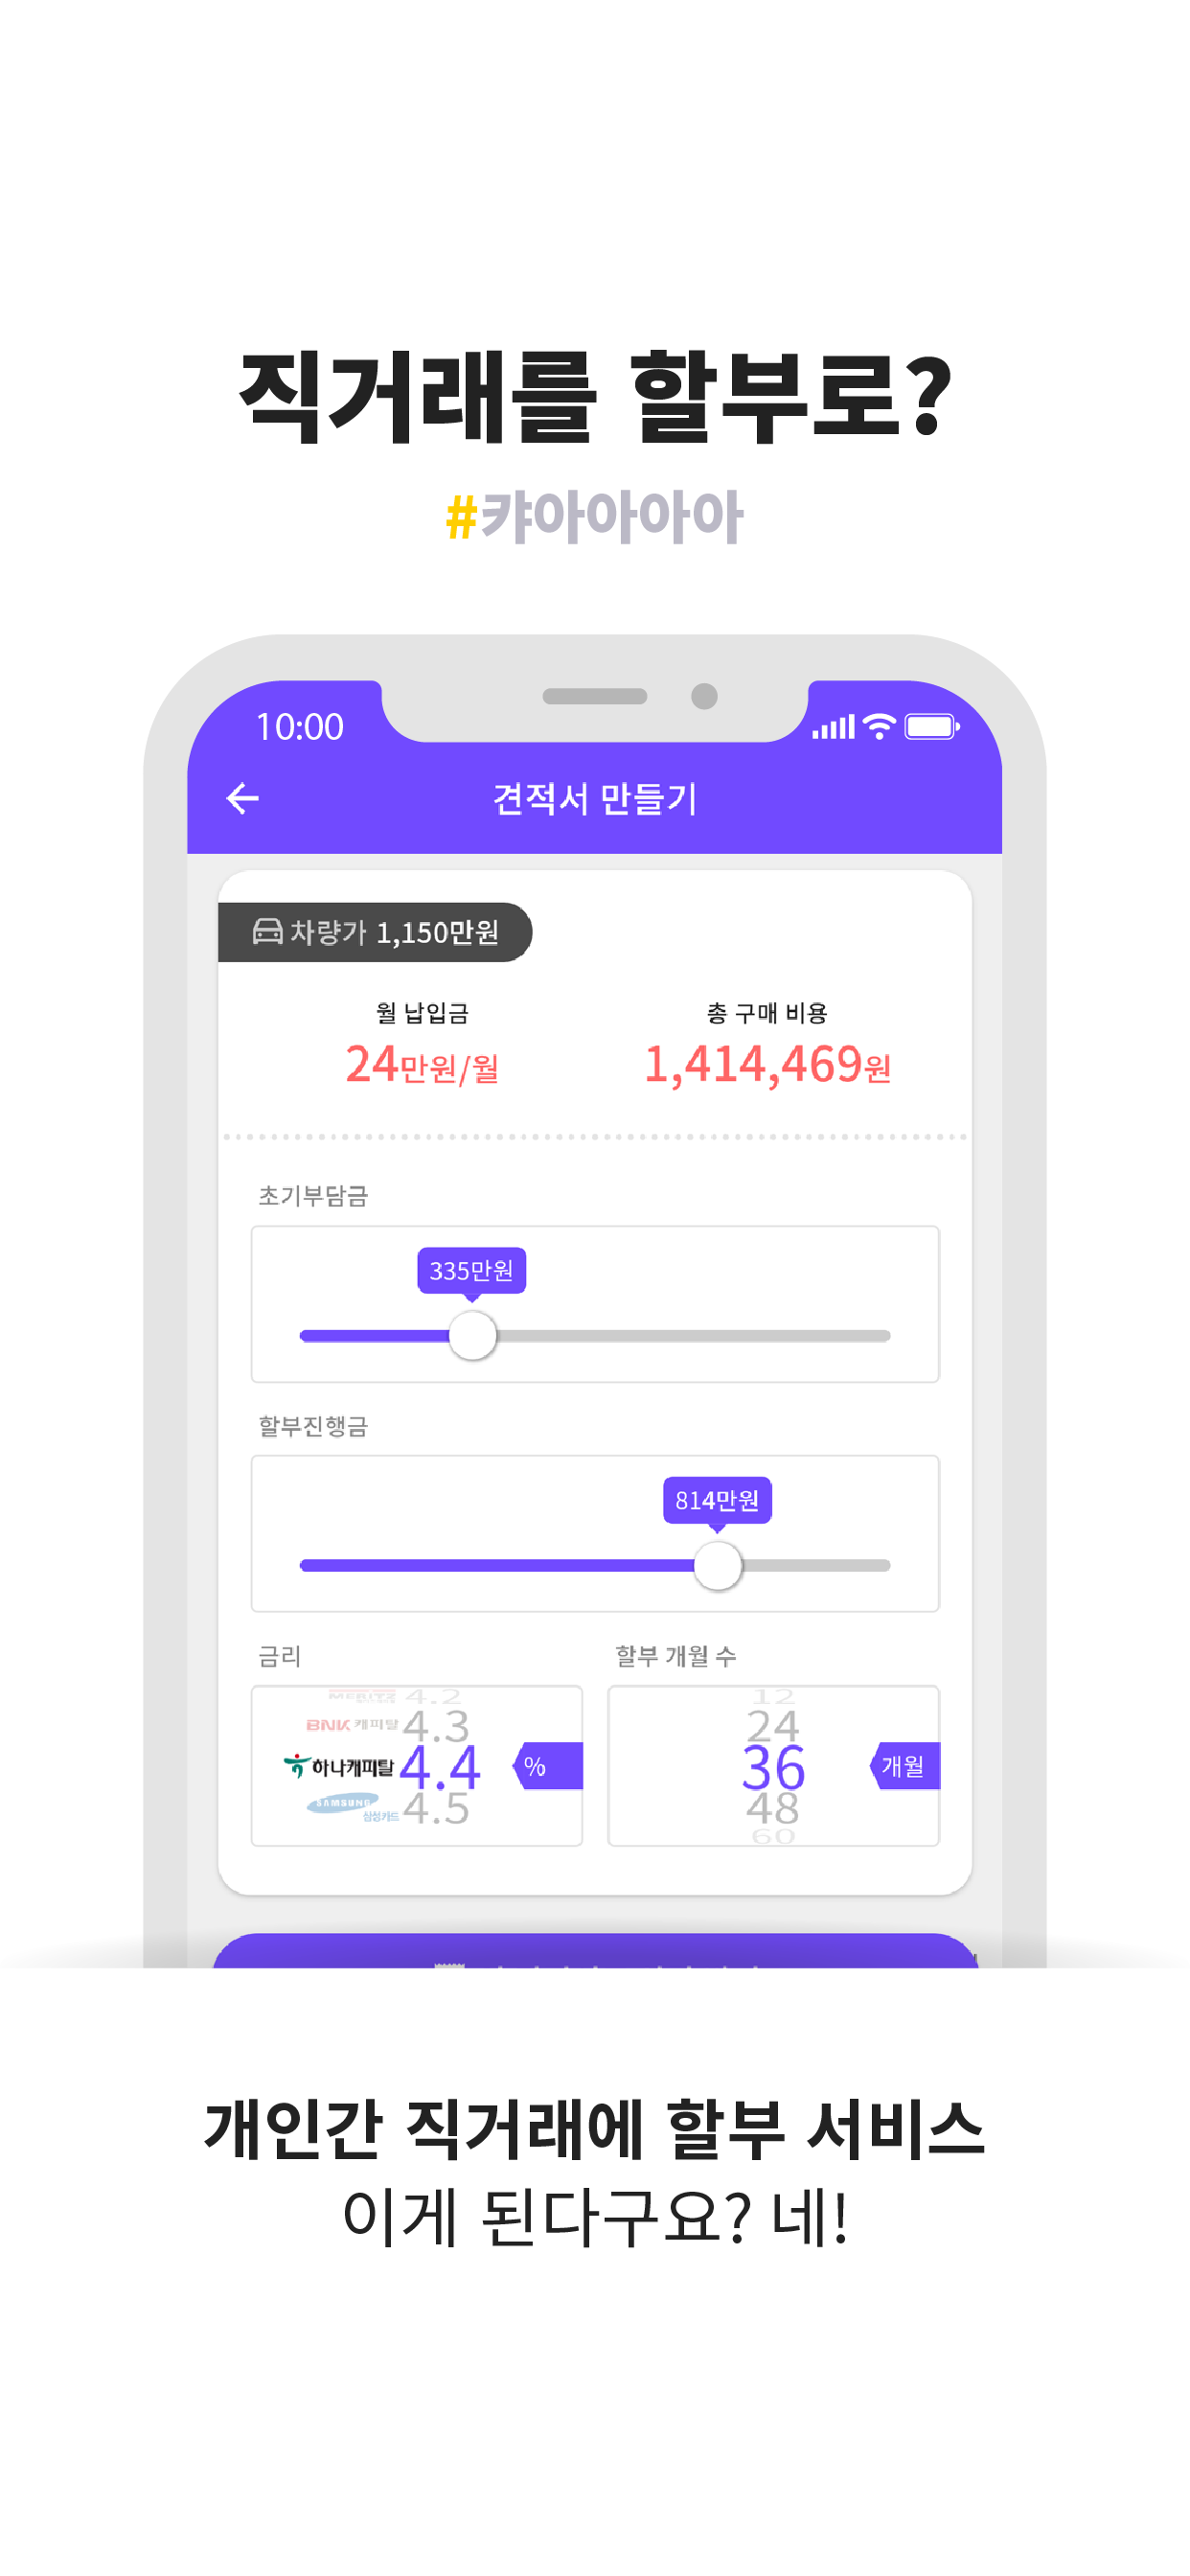 직거래를 할부로?
#캬아아아아
10:00
견적서 만들기
차량가 1,150만원
월 납입금 총 구매 비용
24만원/월 1,414,469원
초기부담금
335만원
할부진행금
814만원
금리 할부 개월 수
MERITZ 4.2 12
BNK 캐피탈 4.3 24
하나캐피탈 4.4 % 36 개월
SAMSUNG 삼성카드 4.5 48
60
개인간 직거래에 할부 서비스
이게 된다구요? 네!